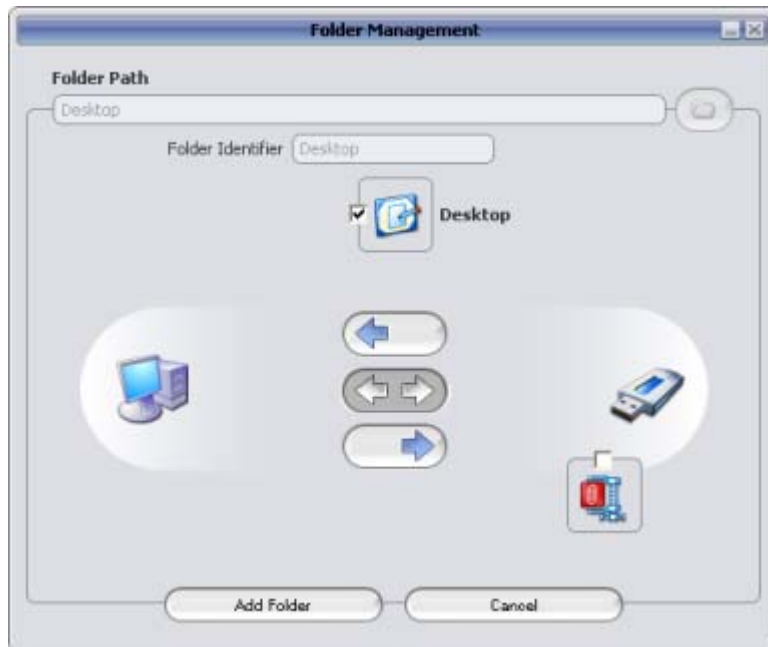 Folder Management
Folder Path
Desktop
Folder Identifier Desktop
Desktop
Add Folder Cancel